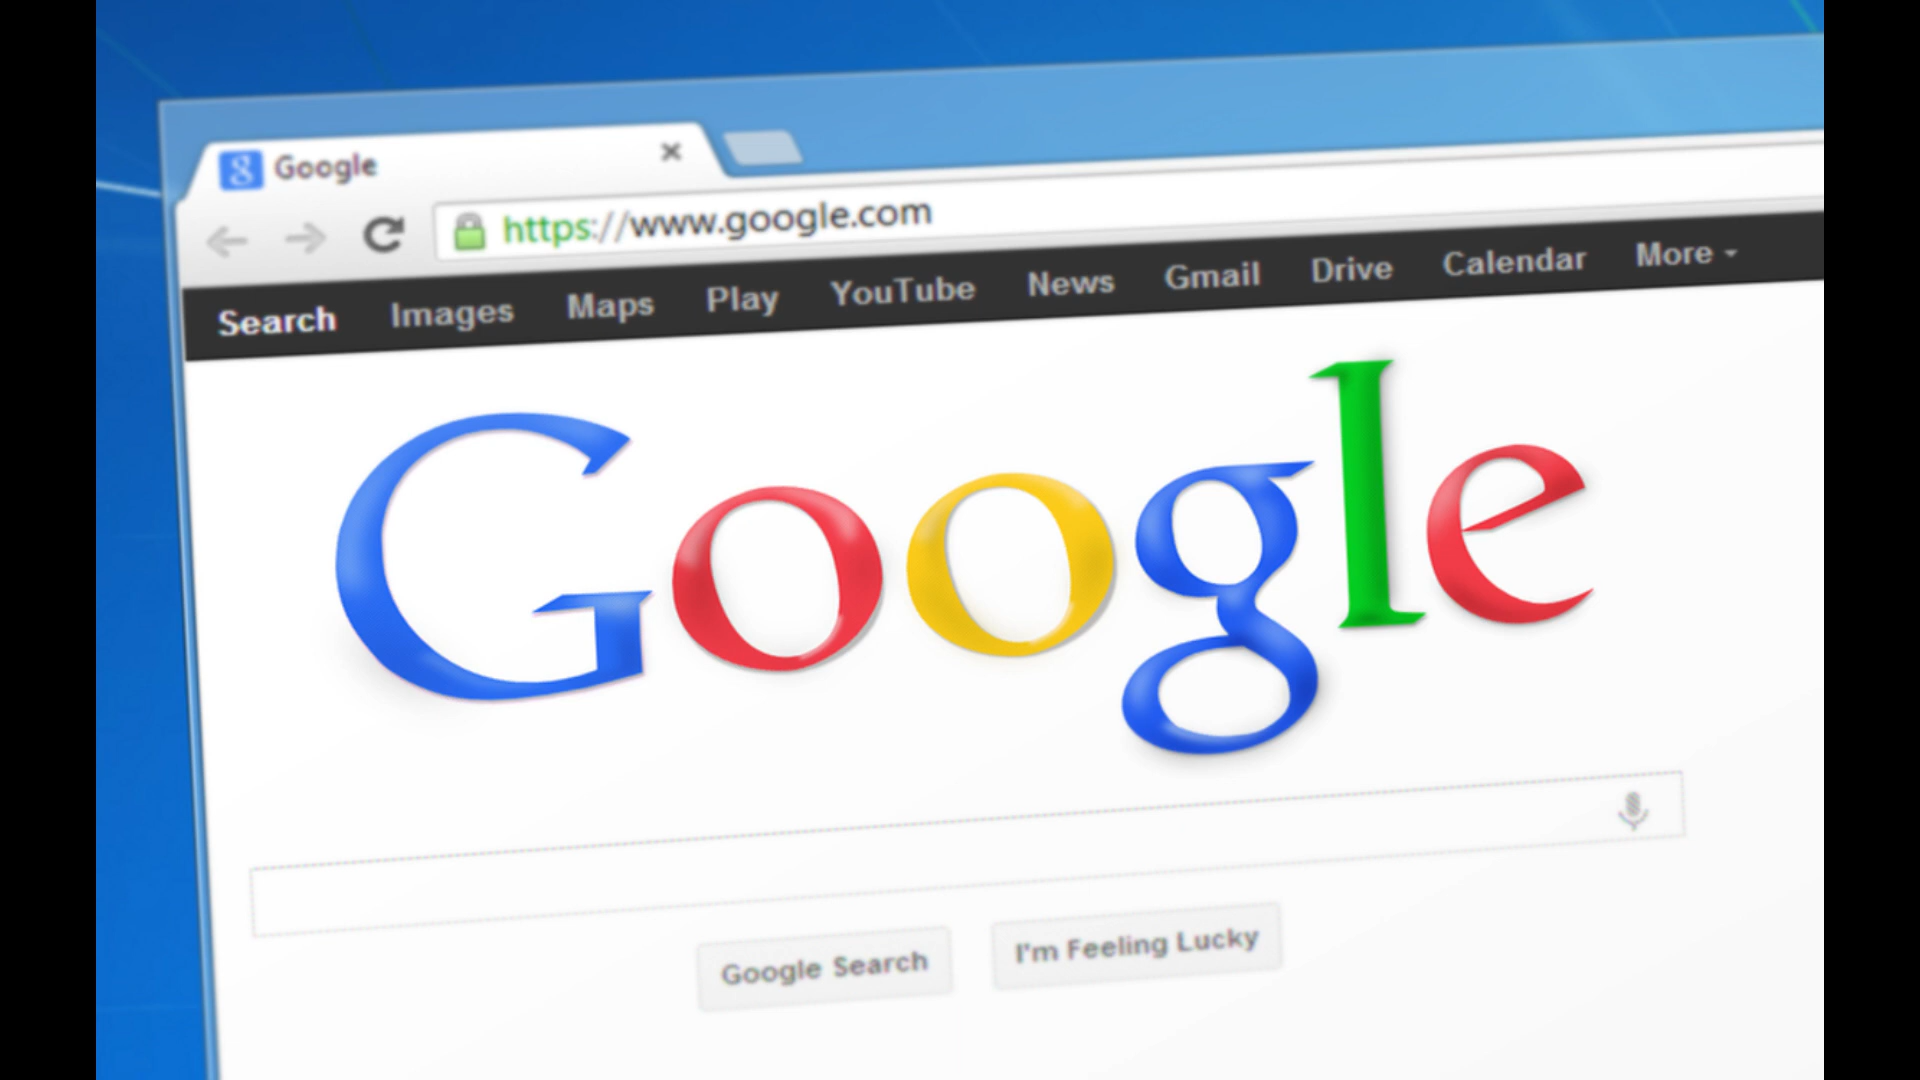 Google
https://www.google.com
Search Images Maps Play YouTube News Gmail Drive Calendar More
Google
Google Search I'm Feeling Lucky